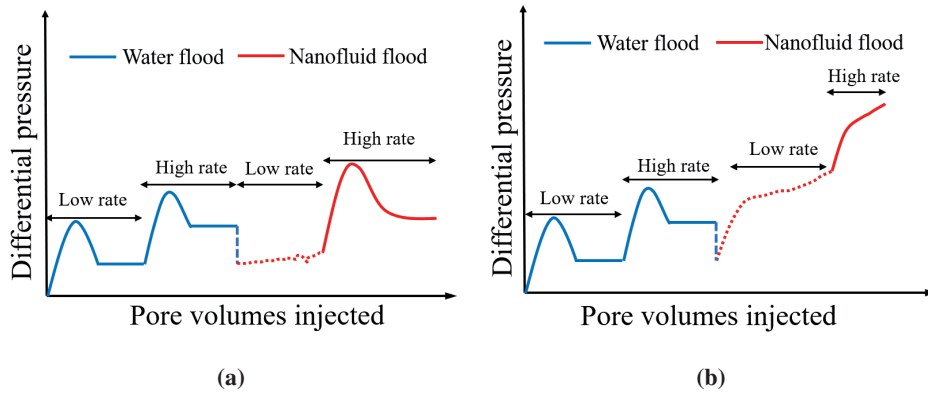 Differential pressure
Water flood
Nanofluid flood
Low rate
High rate
Low rate
High rate
Pore volumes injected
(a)
Differential pressure
Water flood
Nanofluid flood
Low rate
High rate
Low rate
High rate
Pore volumes injected
(b)